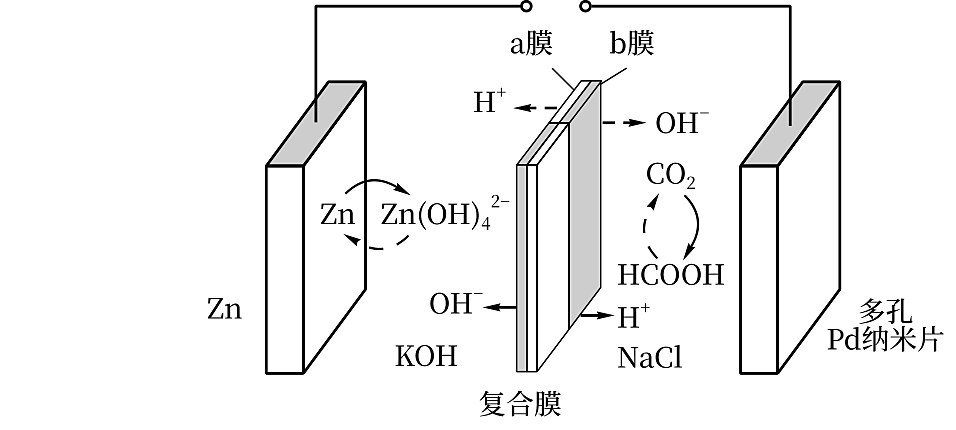 a膜
b膜
H⁺
OH⁻
CO₂
Zn
Zn(OH)₄²⁻
HCOOH
OH⁻
H⁺
Zn
多孔
Pd纳米片
KOH
NaCl
复合膜